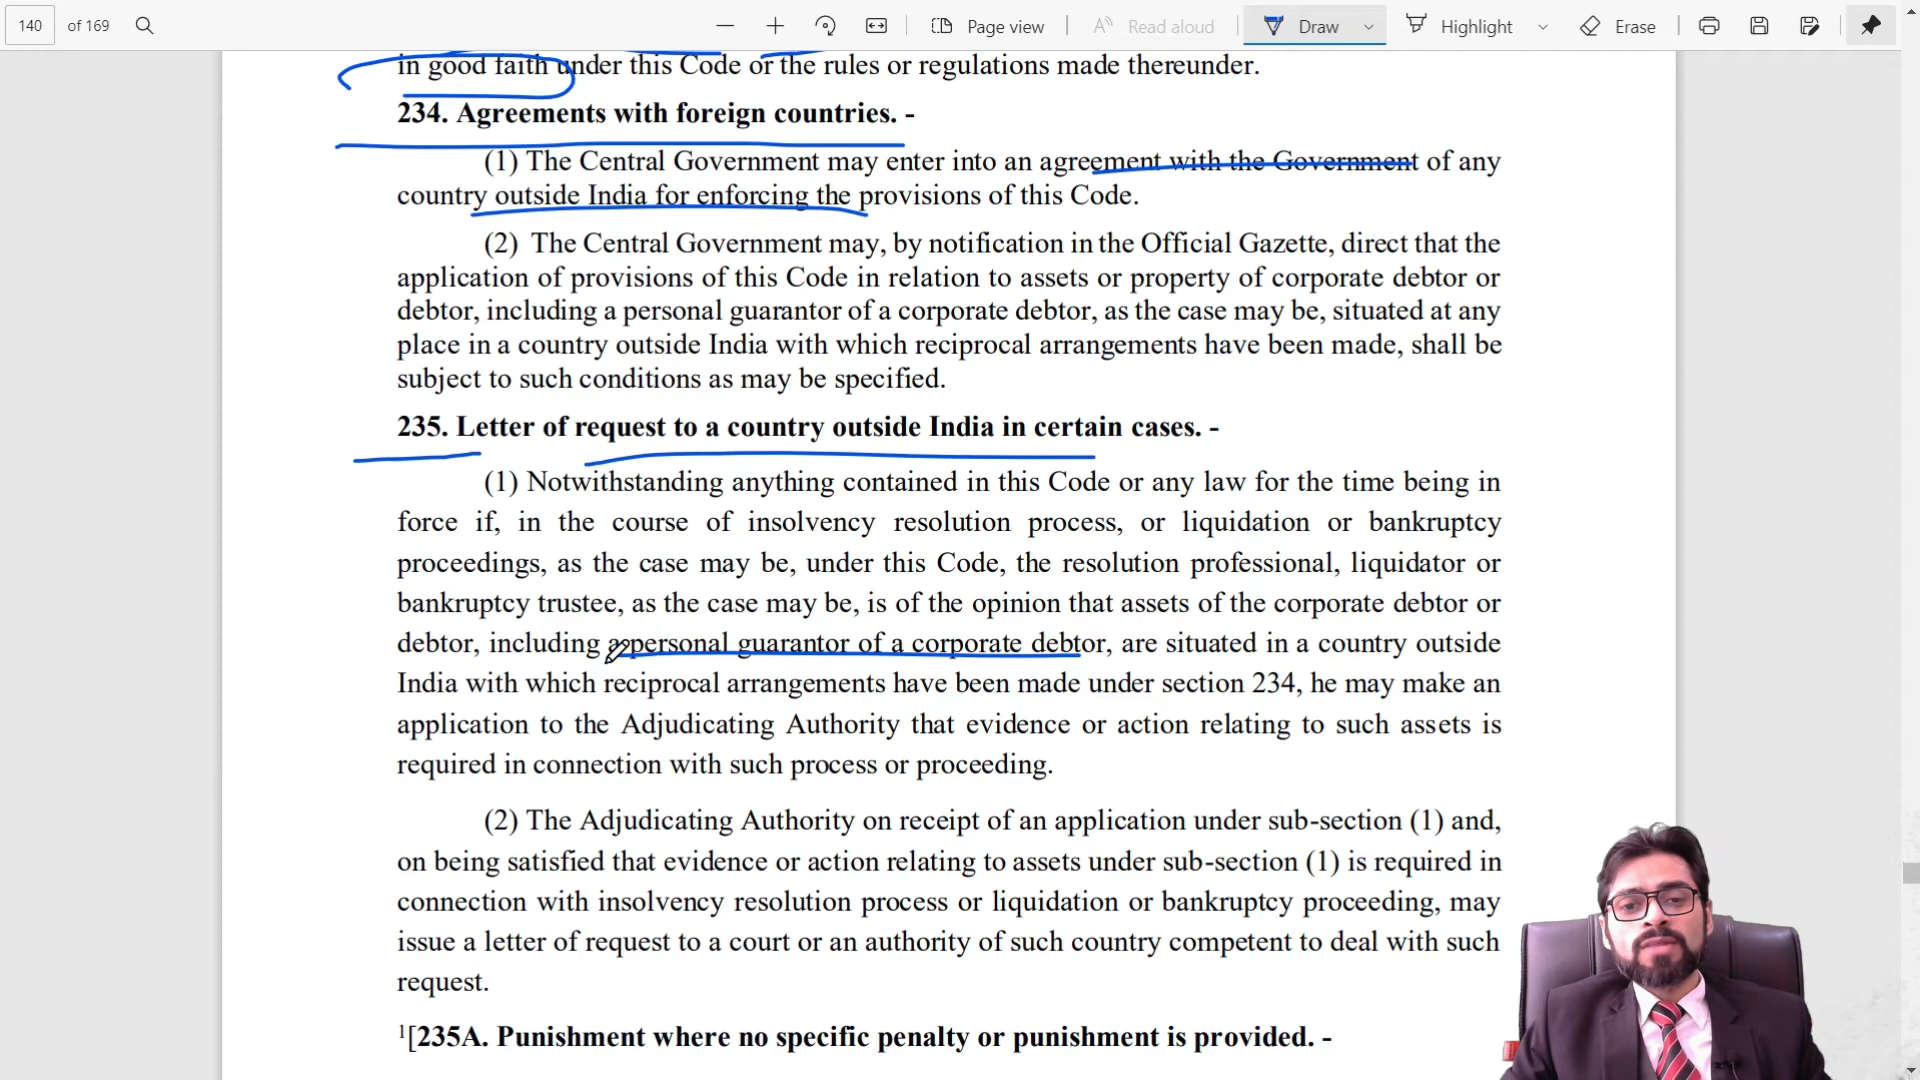 140 of 169 Page view Read aloud Draw Highlight Erase
in good faith under this Code or the rules or regulations made thereunder.
234. Agreements with foreign countries. -
(1) The Central Government may enter into an agreement with the Government of any
country outside India for enforcing the provisions of this Code.
(2) The Central Government may, by notification in the Official Gazette, direct that the
application of provisions of this Code in relation to assets or property of corporate debtor or
debtor, including a personal guarantor of a corporate debtor, as the case may be, situated at any
place in a country outside India with which reciprocal arrangements have been made, shall be
subject to such conditions as may be specified.
235. Letter of request to a country outside India in certain cases. -
(1) Notwithstanding anything contained in this Code or any law for the time being in
force if, in the course of insolvency resolution process, or liquidation or bankruptcy
proceedings, as the case may be, under this Code, the resolution professional, liquidator or
bankruptcy trustee, as the case may be, is of the opinion that assets of the corporate debtor or
debtor, including a personal guarantor of a corporate debtor, are situated in a country outside
India with which reciprocal arrangements have been made under section 234, he may make an
application to the Adjudicating Authority that evidence or action relating to such assets is
required in connection with such process or proceeding.
(2) The Adjudicating Authority on receipt of an application under sub-section (1) and,
on being satisfied that evidence or action relating to assets under sub-section (1) is required in
connection with insolvency resolution process or liquidation or bankruptcy proceeding, may
issue a letter of request to a court or an authority of such country competent to deal with such
request.
1[235A. Punishment where no specific penalty or punishment is provided. -